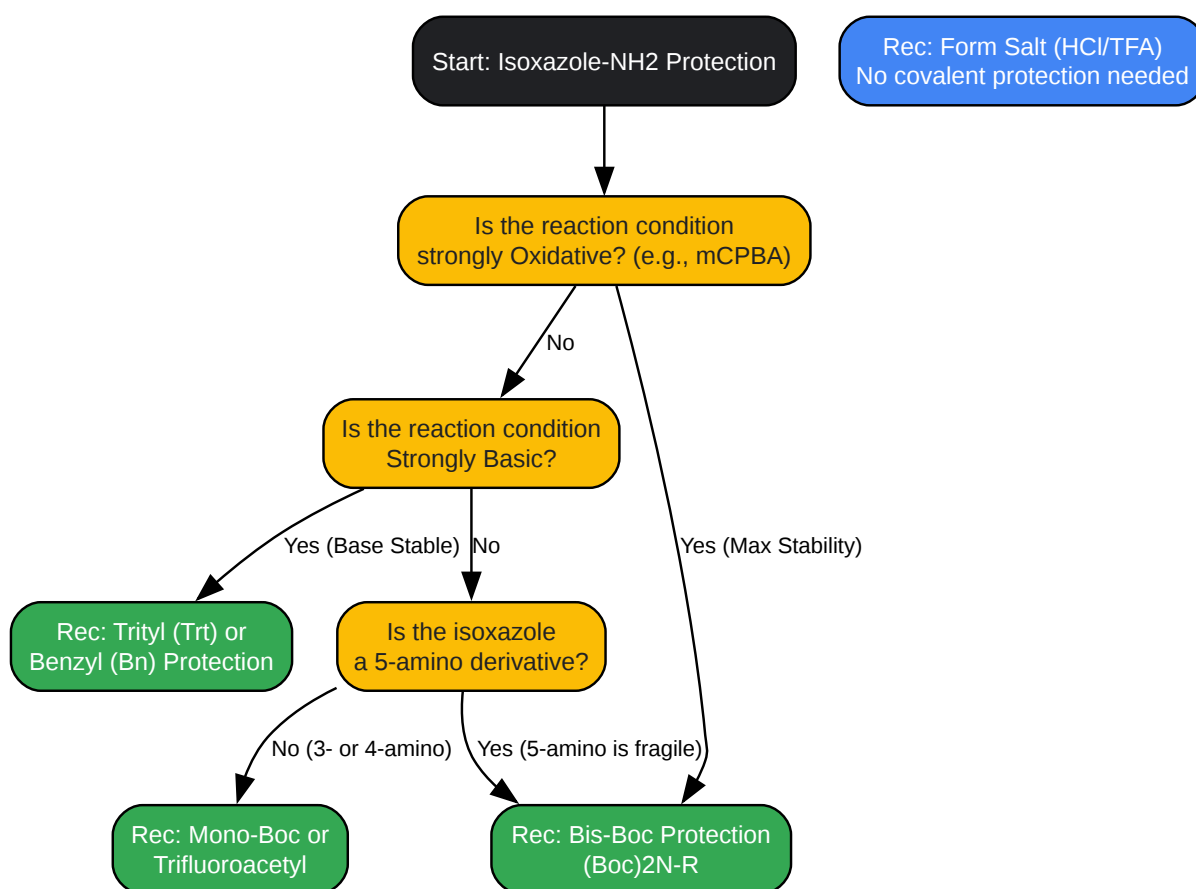 Start: Isoxazole-NH2 Protection
Rec: Form Salt (HCl/TFA)
No covalent protection needed
Is the reaction condition
strongly Oxidative? (e.g., mCPBA)
No
Is the reaction condition
Strongly Basic?
Yes (Base Stable)
No
Yes (Max Stability)
Rec: Trityl (Trt) or
Benzyl (Bn) Protection
Is the isoxazole
a 5-amino derivative?
No (3- or 4-amino)
Yes (5-amino is fragile)
Rec: Mono-Boc or
Trifluoroacetyl
Rec: Bis-Boc Protection
(Boc)2N-R